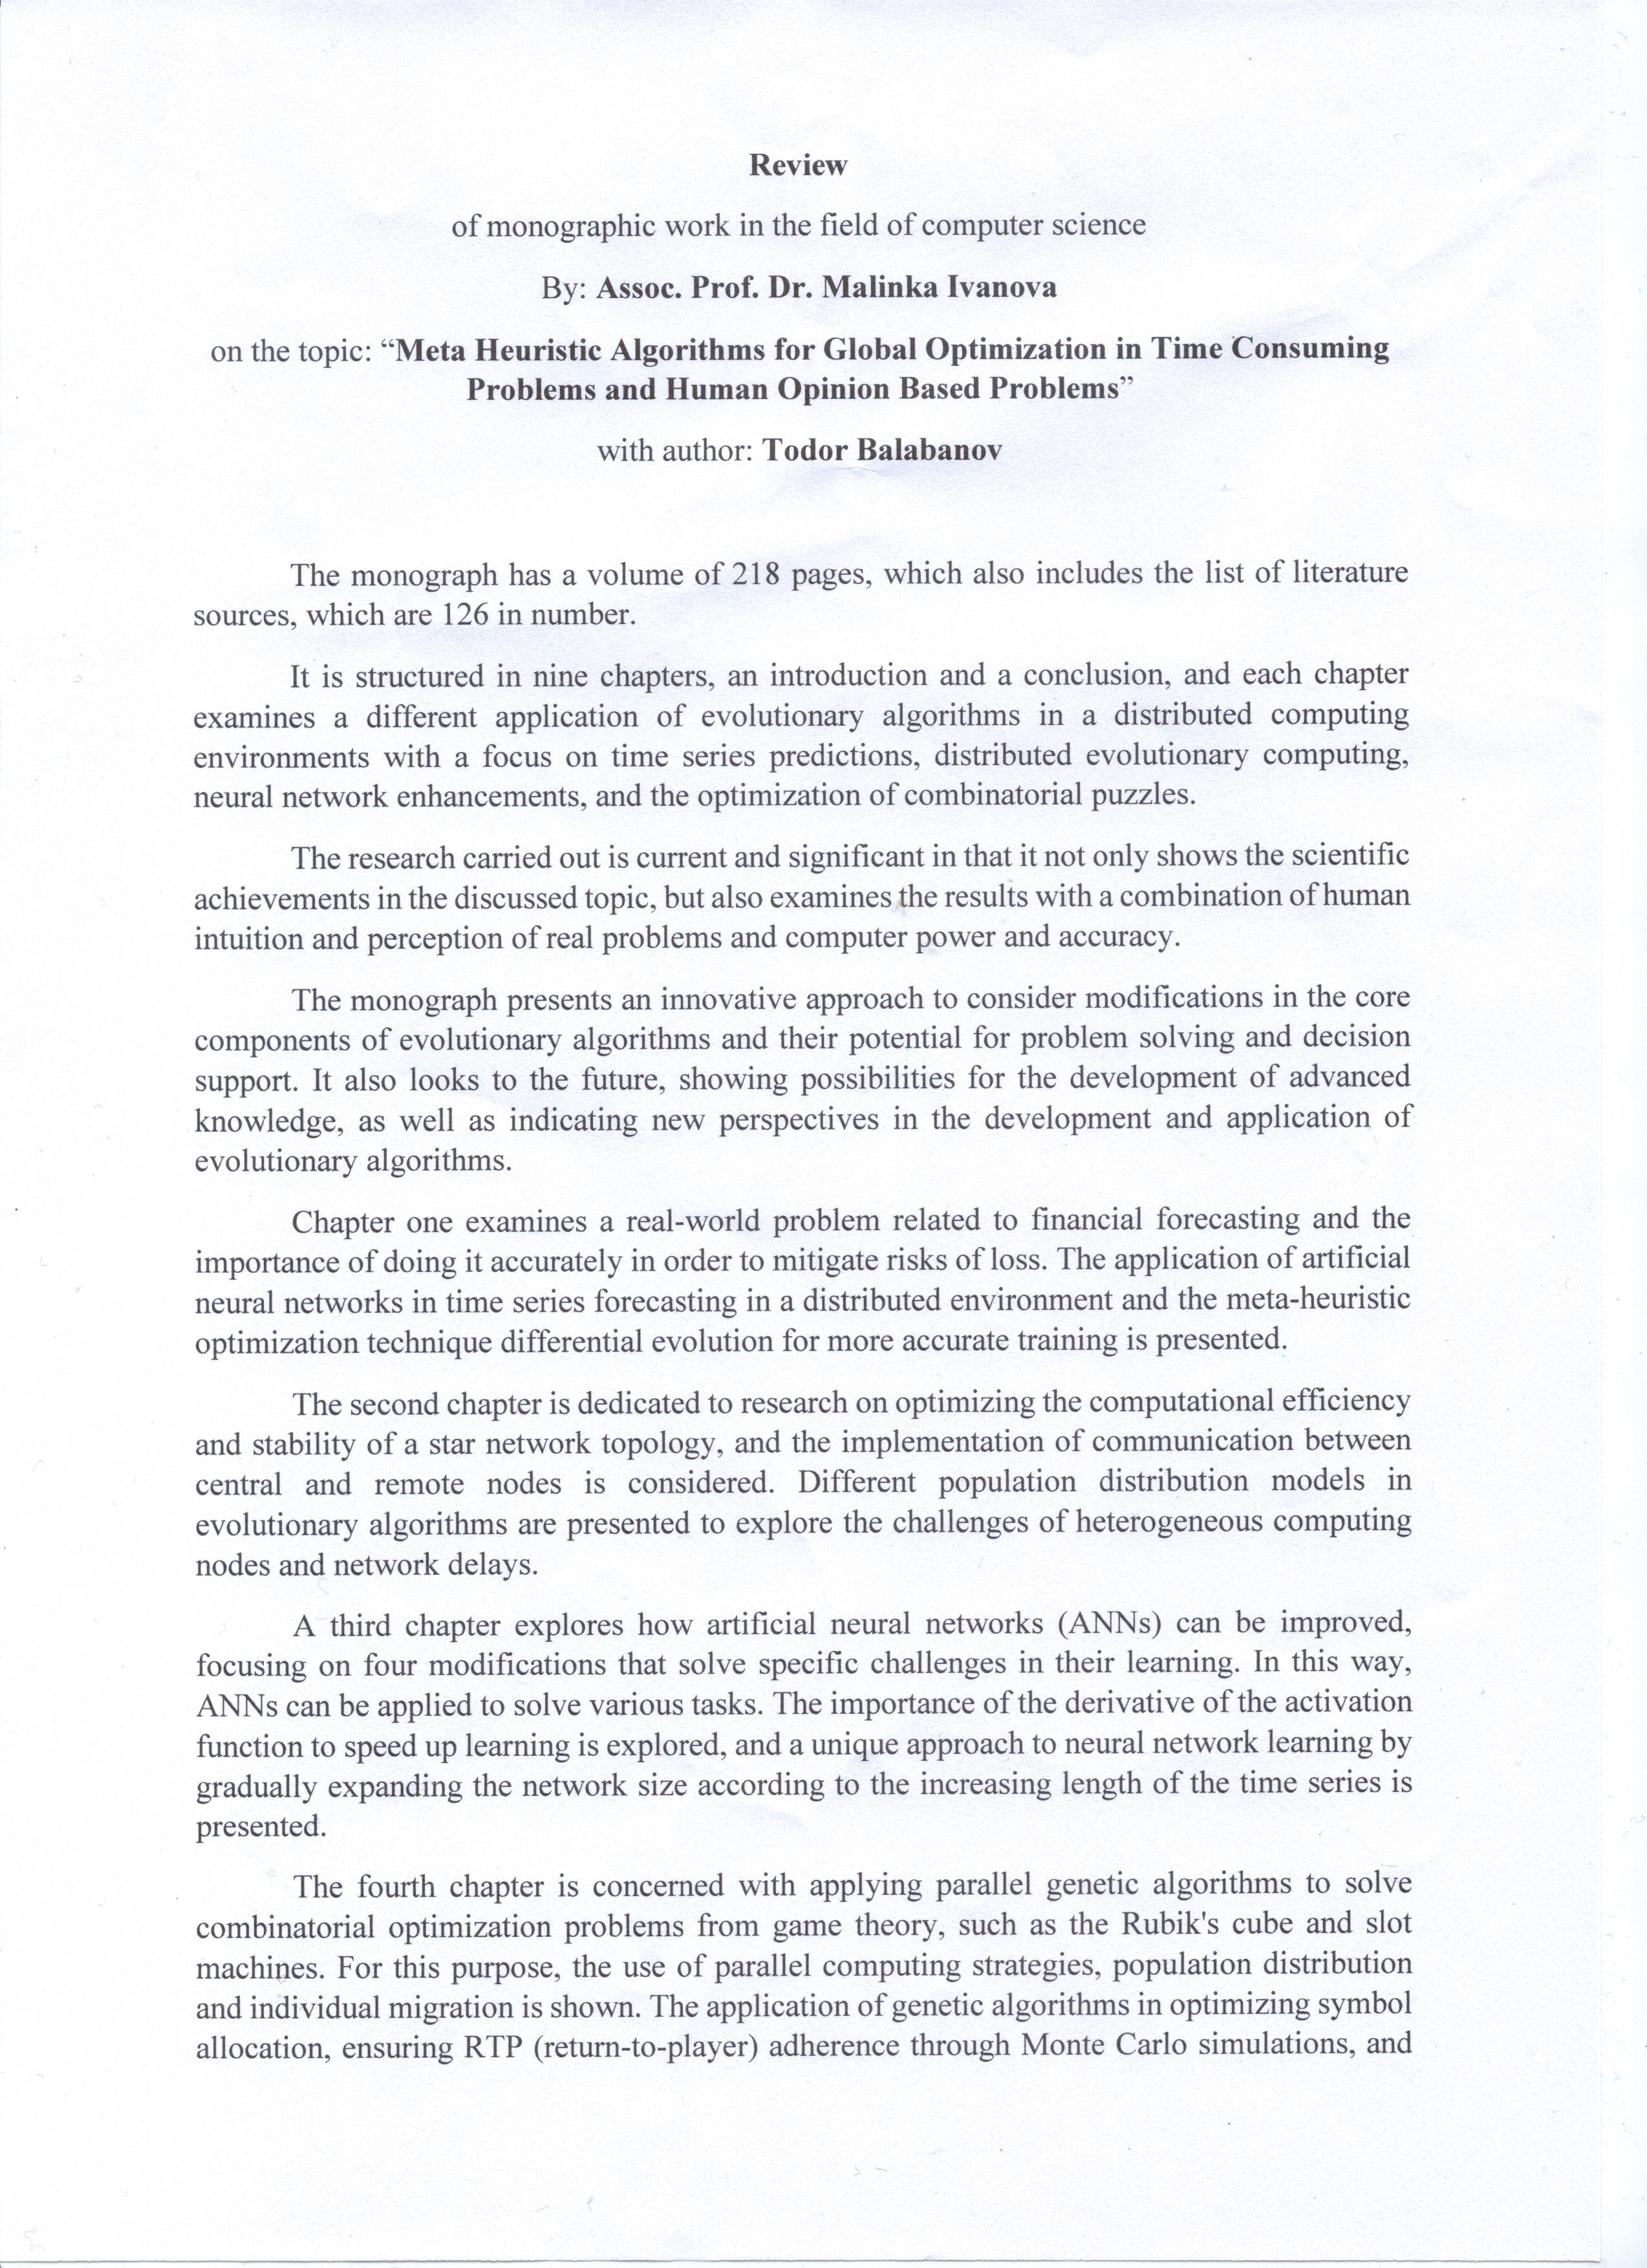 Review
of monographic work in the field of computer science
By: Assoc. Prof. Dr. Malinka Ivanova
on the topic: “Meta Heuristic Algorithms for Global Optimization in Time Consuming
Problems and Human Opinion Based Problems”
with author: Todor Balabanov
The monograph has a volume of 218 pages, which also includes the list of literature
sources, which are 126 in number.
It is structured in nine chapters, an introduction and a conclusion, and each chapter
examines a different application of evolutionary algorithms in a distributed computing
environments with a focus on time series predictions, distributed evolutionary computing,
neural network enhancements, and the optimization of combinatorial puzzles.
The research carried out is current and significant in that it not only shows the scientific
achievements in the discussed topic, but also examines the results with a combination of human
intuition and perception of real problems and computer power and accuracy.
The monograph presents an innovative approach to consider modifications in the core
components of evolutionary algorithms and their potential for problem solving and decision
support. It also looks to the future, showing possibilities for the development of advanced
knowledge, as well as indicating new perspectives in the development and application of
evolutionary algorithms.
Chapter one examines a real-world problem related to financial forecasting and the
importance of doing it accurately in order to mitigate risks of loss. The application of artificial
neural networks in time series forecasting in a distributed environment and the meta-heuristic
optimization technique differential evolution for more accurate training is presented.
The second chapter is dedicated to research on optimizing the computational efficiency
and stability of a star network topology, and the implementation of communication between
central and remote nodes is considered. Different population distribution models in
evolutionary algorithms are presented to explore the challenges of heterogeneous computing
nodes and network delays.
A third chapter explores how artificial neural networks (ANNs) can be improved,
focusing on four modifications that solve specific challenges in their learning. In this way,
ANNs can be applied to solve various tasks. The importance of the derivative of the activation
function to speed up learning is explored, and a unique approach to neural network learning by
gradually expanding the network size according to the increasing length of the time series is
presented.
The fourth chapter is concerned with applying parallel genetic algorithms to solve
combinatorial optimization problems from game theory, such as the Rubik's cube and slot
machines. For this purpose, the use of parallel computing strategies, population distribution
and individual migration is shown. The application of genetic algorithms in optimizing symbol
allocation, ensuring RTP (return-to-player) adherence through Monte Carlo simulations, and